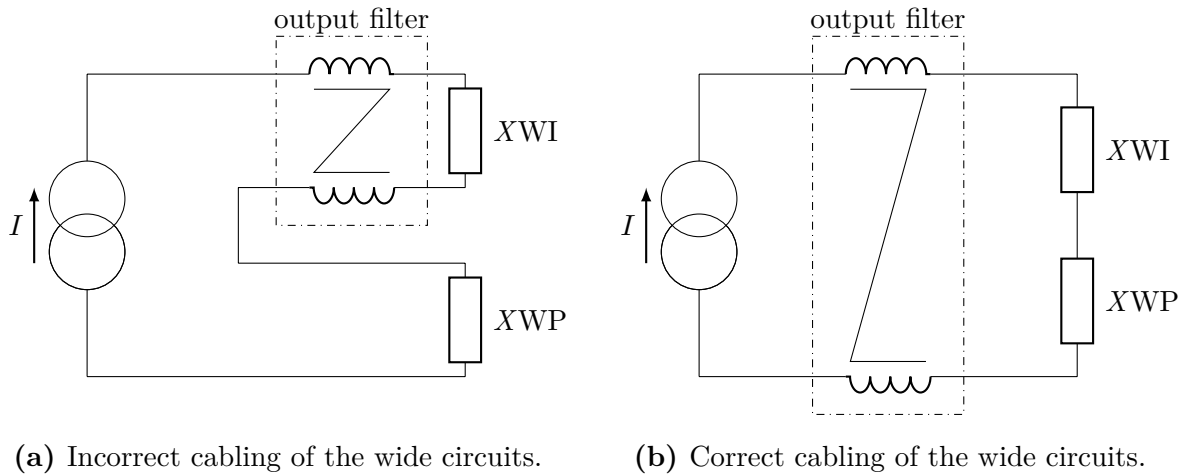 output filter
I
XWI
XWP
output filter
I
XWI
XWP
(a) Incorrect cabling of the wide circuits.
(b) Correct cabling of the wide circuits.